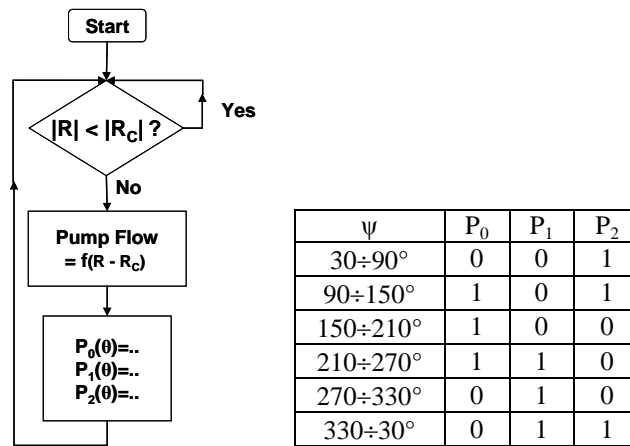 Start
|R| < |R_C| ?
Yes
No
Pump Flow
= f(R - R_C)
P_0(θ)=..
P_1(θ)=..
P_2(θ)=..
ψ P_0 P_1 P_2
30÷90° 0 0 1
90÷150° 1 0 1
150÷210° 1 0 0
210÷270° 1 1 0
270÷330° 0 1 0
330÷30° 0 1 1